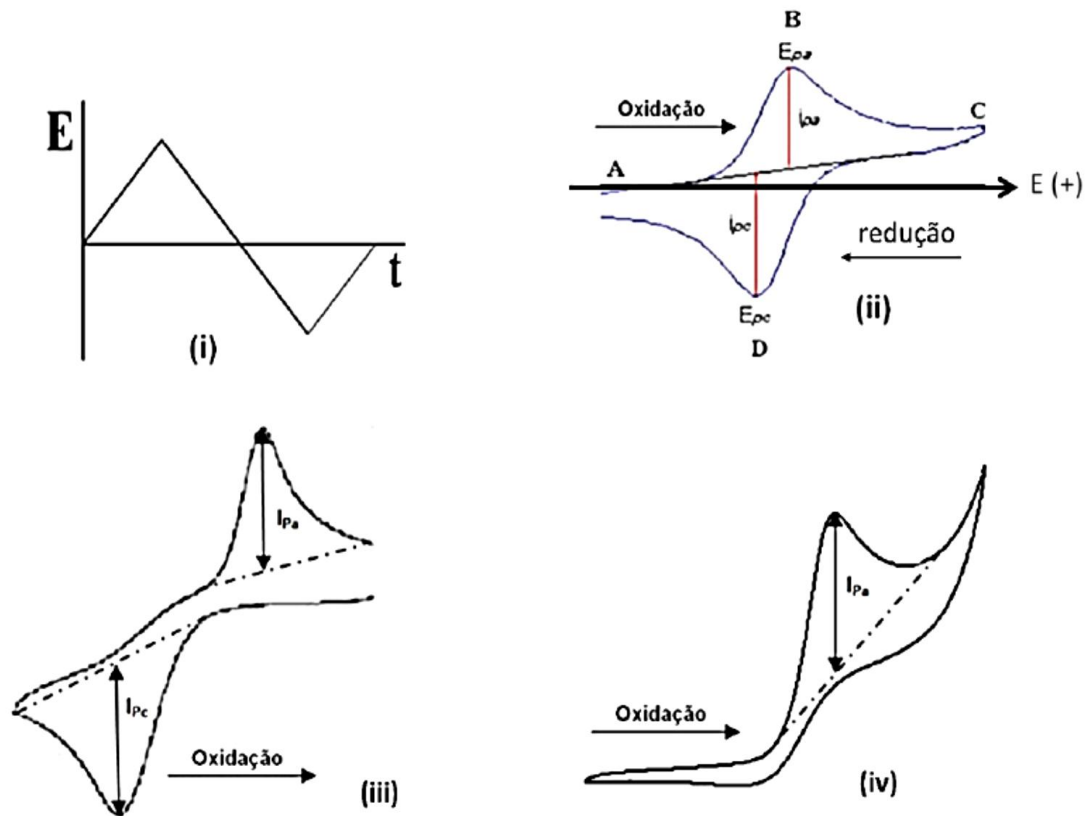 E
t
(i)
B
Epa
Oxidação
Ipa
C
A
E (+)
Ipc
redução
Epc
D
(ii)
IPa
IPc
Oxidação
(iii)
IPa
Oxidação
(iv)